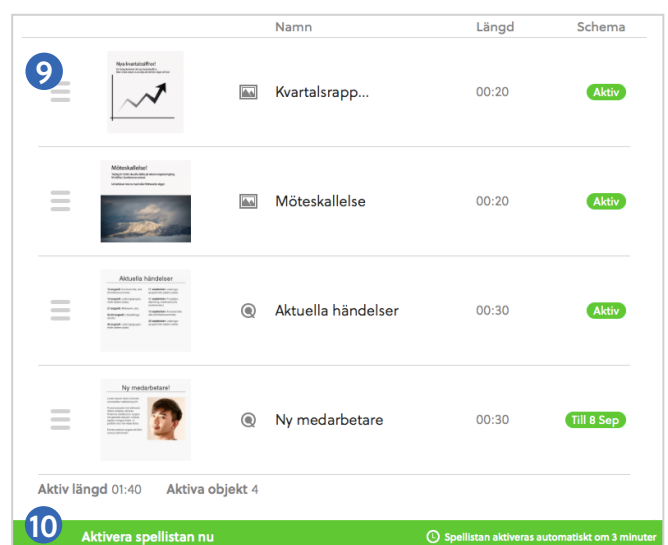 Namn Längd Schema
9
Nya kvartalssiffror!
Kvartalsrapp... 00:20 Aktiv
Möteskallelse!
Möteskallelse 00:20 Aktiv
Aktuella händelser
Aktuella händelser 00:30 Aktiv
Ny medarbetare!
Ny medarbetare 00:30 Till 8 Sep
Aktiv längd 01:40 Aktiva objekt 4
10
Aktivera spellistan nu Spellistan aktiveras automatiskt om 3 minuter